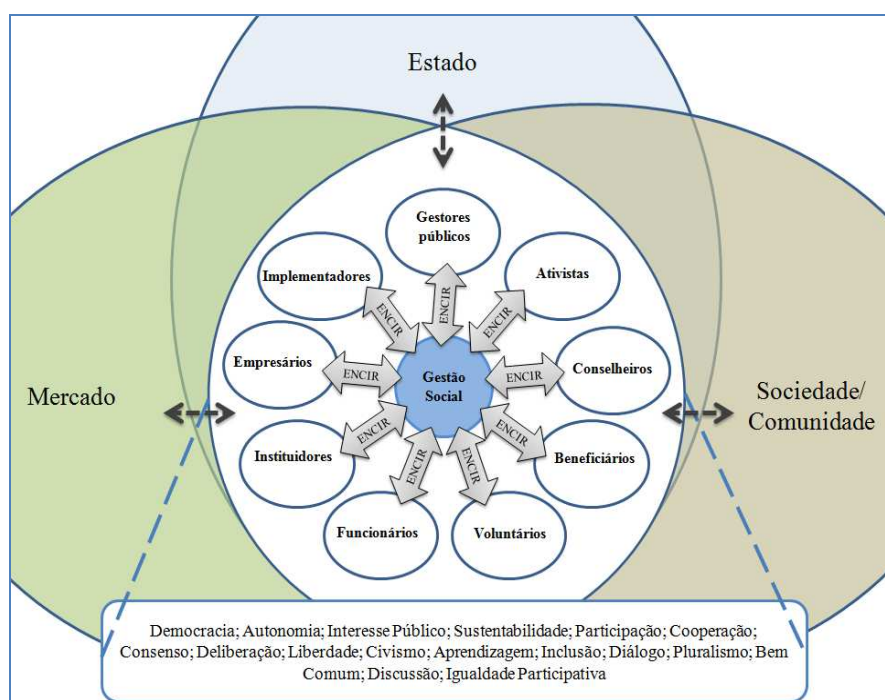 Estado
Gestores
públicos
Implementadores
Ativistas
ENCIR
ENCIR
ENCIR
Empresários
ENCIR
Gestão
Social
ENCIR
Conselheiros
Mercado
Sociedade/
Comunidade
Instituidores
ENCIR
ENCIR
Beneficiários
ENCIR
ENCIR
Funcionários
Voluntários
Democracia; Autonomia; Interesse Público; Sustentabilidade; Participação; Cooperação;
Consenso; Deliberação; Liberdade; Civismo; Aprendizagem; Inclusão; Diálogo; Pluralismo; Bem
Comum; Discussão; Igualdade Participativa